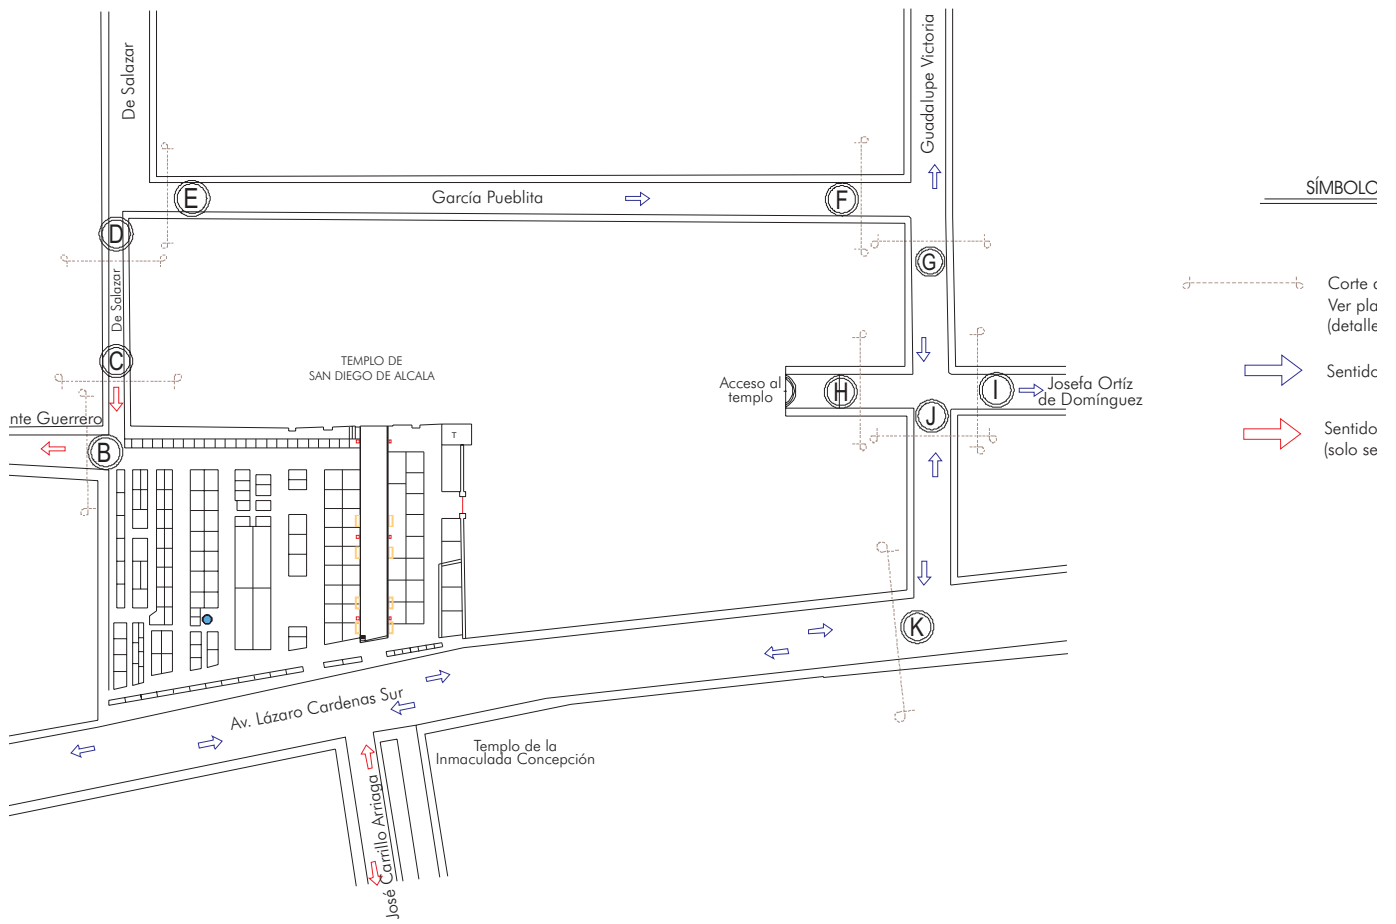 De Salazar
Guadalupe Victoria
E
García Pueblita
F
SÍMBOLO
D
G
De Salazar
Corte
Ver pla
(detalle
C
TEMPLO DE
SAN DIEGO DE ALCALA
Acceso al
templo
H
I
Josefa Ortíz
de Domínguez
Sentido
J
nte Guerrero
Sentido
(solo se
B
T
K
Av. Lázaro Cardenas Sur
Templo de la
Inmaculada Concepción
José Carrillo Arriaga